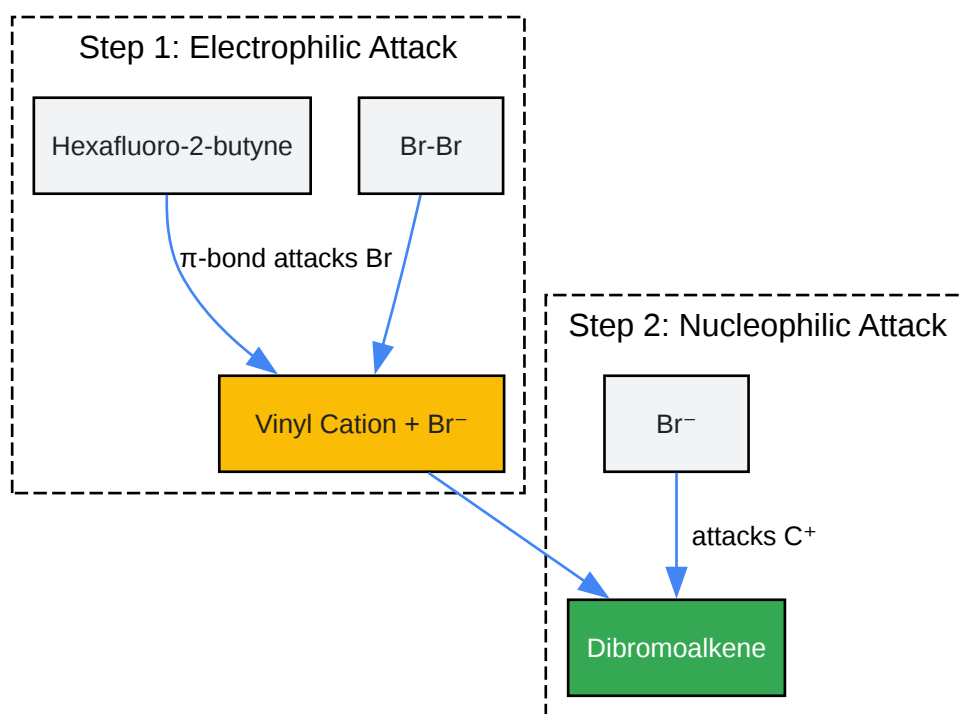 Step 1: Electrophilic Attack
Hexafluoro-2-butyne
Br-Br
π-bond attacks Br
Vinyl Cation + Br⁻
Step 2: Nucleophilic Attack
Br⁻
attacks C⁺
Dibromoalkene